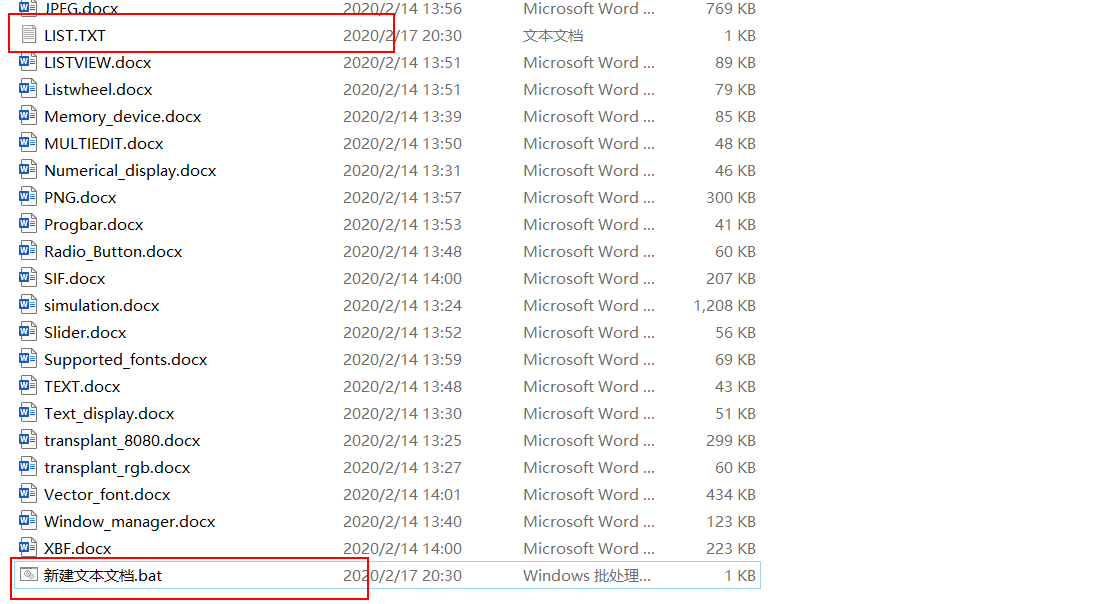 JPEG.docx 2020/2/14 13:56 Microsoft Word ... 769 KB
LIST.TXT 2020/2/17 20:30 文本文档 1 KB
LISTVIEW.docx 2020/2/14 13:51 Microsoft Word ... 89 KB
Listwheel.docx 2020/2/14 13:51 Microsoft Word ... 79 KB
Memory_device.docx 2020/2/14 13:39 Microsoft Word ... 85 KB
MULTIEDIT.docx 2020/2/14 13:50 Microsoft Word ... 48 KB
Numerical_display.docx 2020/2/14 13:31 Microsoft Word ... 46 KB
PNG.docx 2020/2/14 13:57 Microsoft Word ... 300 KB
Progbar.docx 2020/2/14 13:53 Microsoft Word ... 41 KB
Radio_Button.docx 2020/2/14 13:48 Microsoft Word ... 60 KB
SIF.docx 2020/2/14 14:00 Microsoft Word ... 207 KB
simulation.docx 2020/2/14 13:24 Microsoft Word ... 1,208 KB
Slider.docx 2020/2/14 13:52 Microsoft Word ... 56 KB
Supported_fonts.docx 2020/2/14 13:59 Microsoft Word ... 69 KB
TEXT.docx 2020/2/14 13:48 Microsoft Word ... 43 KB
Text_display.docx 2020/2/14 13:30 Microsoft Word ... 51 KB
transplant_8080.docx 2020/2/14 13:25 Microsoft Word ... 299 KB
transplant_rgb.docx 2020/2/14 13:27 Microsoft Word ... 60 KB
Vector_font.docx 2020/2/14 14:01 Microsoft Word ... 434 KB
Window_manager.docx 2020/2/14 13:40 Microsoft Word ... 123 KB
XBF.docx 2020/2/14 14:00 Microsoft Word ... 223 KB
新建文本文档.bat 2020/2/17 20:30 Windows 批处理... 1 KB